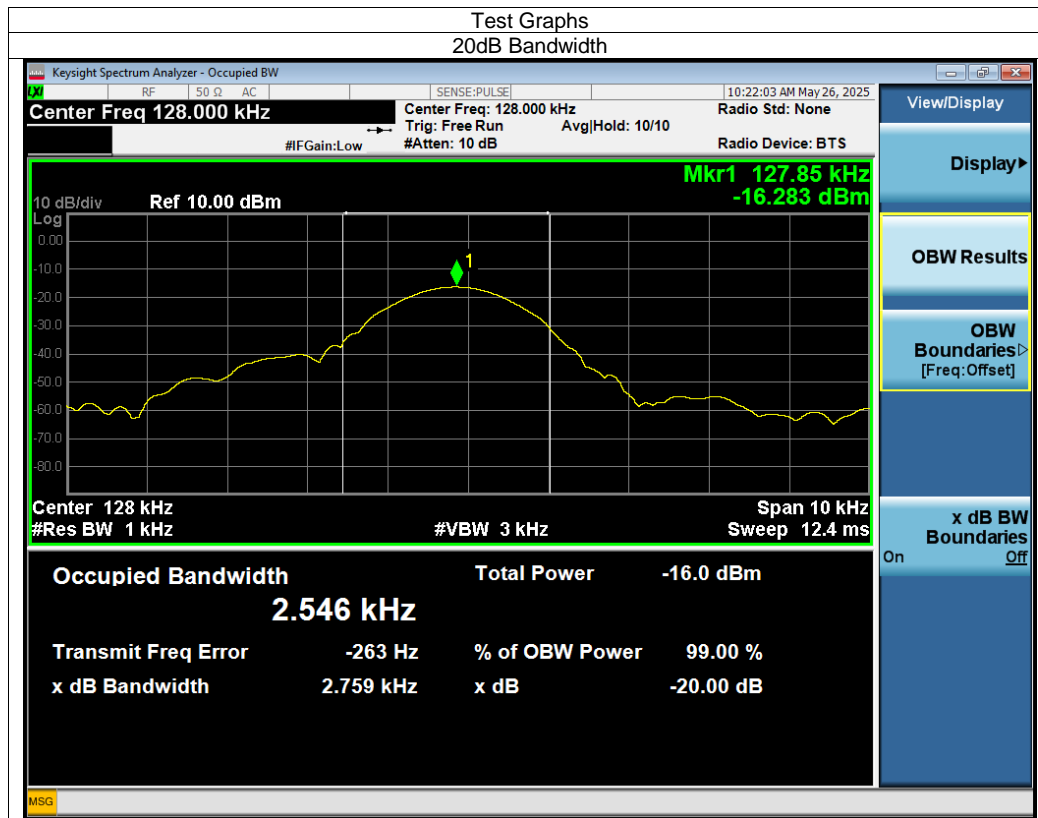 Test Graphs
20dB Bandwidth
Keysight Spectrum Analyzer - Occupied BW
LXI RF 50 Ω AC SENSE:PULSE 10:22:03 AM May 26, 2025
Center Freq 128.000 kHz
Center Freq: 128.000 kHz Radio Std: None
Trig: Free Run Avg|Hold: 10/10
#IFGain:Low #Atten: 10 dB Radio Device: BTS
Mkr1 127.85 kHz
-16.283 dBm
10 dB/div Ref 10.00 dBm
Log
0.00
-10.0
-20.0
-30.0
-40.0
-50.0
-60.0
-70.0
-80.0
1
Center 128 kHz Span 10 kHz
#Res BW 1 kHz #VBW 3 kHz Sweep 12.4 ms
Occupied Bandwidth Total Power -16.0 dBm
2.546 kHz
Transmit Freq Error -263 Hz % of OBW Power 99.00 %
x dB Bandwidth 2.759 kHz x dB -20.00 dB
View/Display
Display
OBW Results
OBW
Boundaries
[Freq:Offset]
x dB BW
Boundaries
On Off
MSG